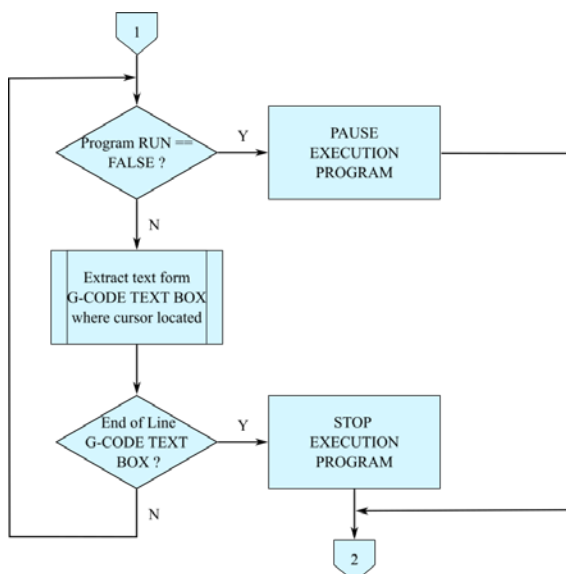 1
Program RUN ==
FALSE ?
Y
PAUSE
EXECUTION
PROGRAM
N
Extract text form
G-CODE TEXT BOX
where cursor located
End of Line
G-CODE TEXT
BOX ?
Y
STOP
EXECUTION
PROGRAM
N
2